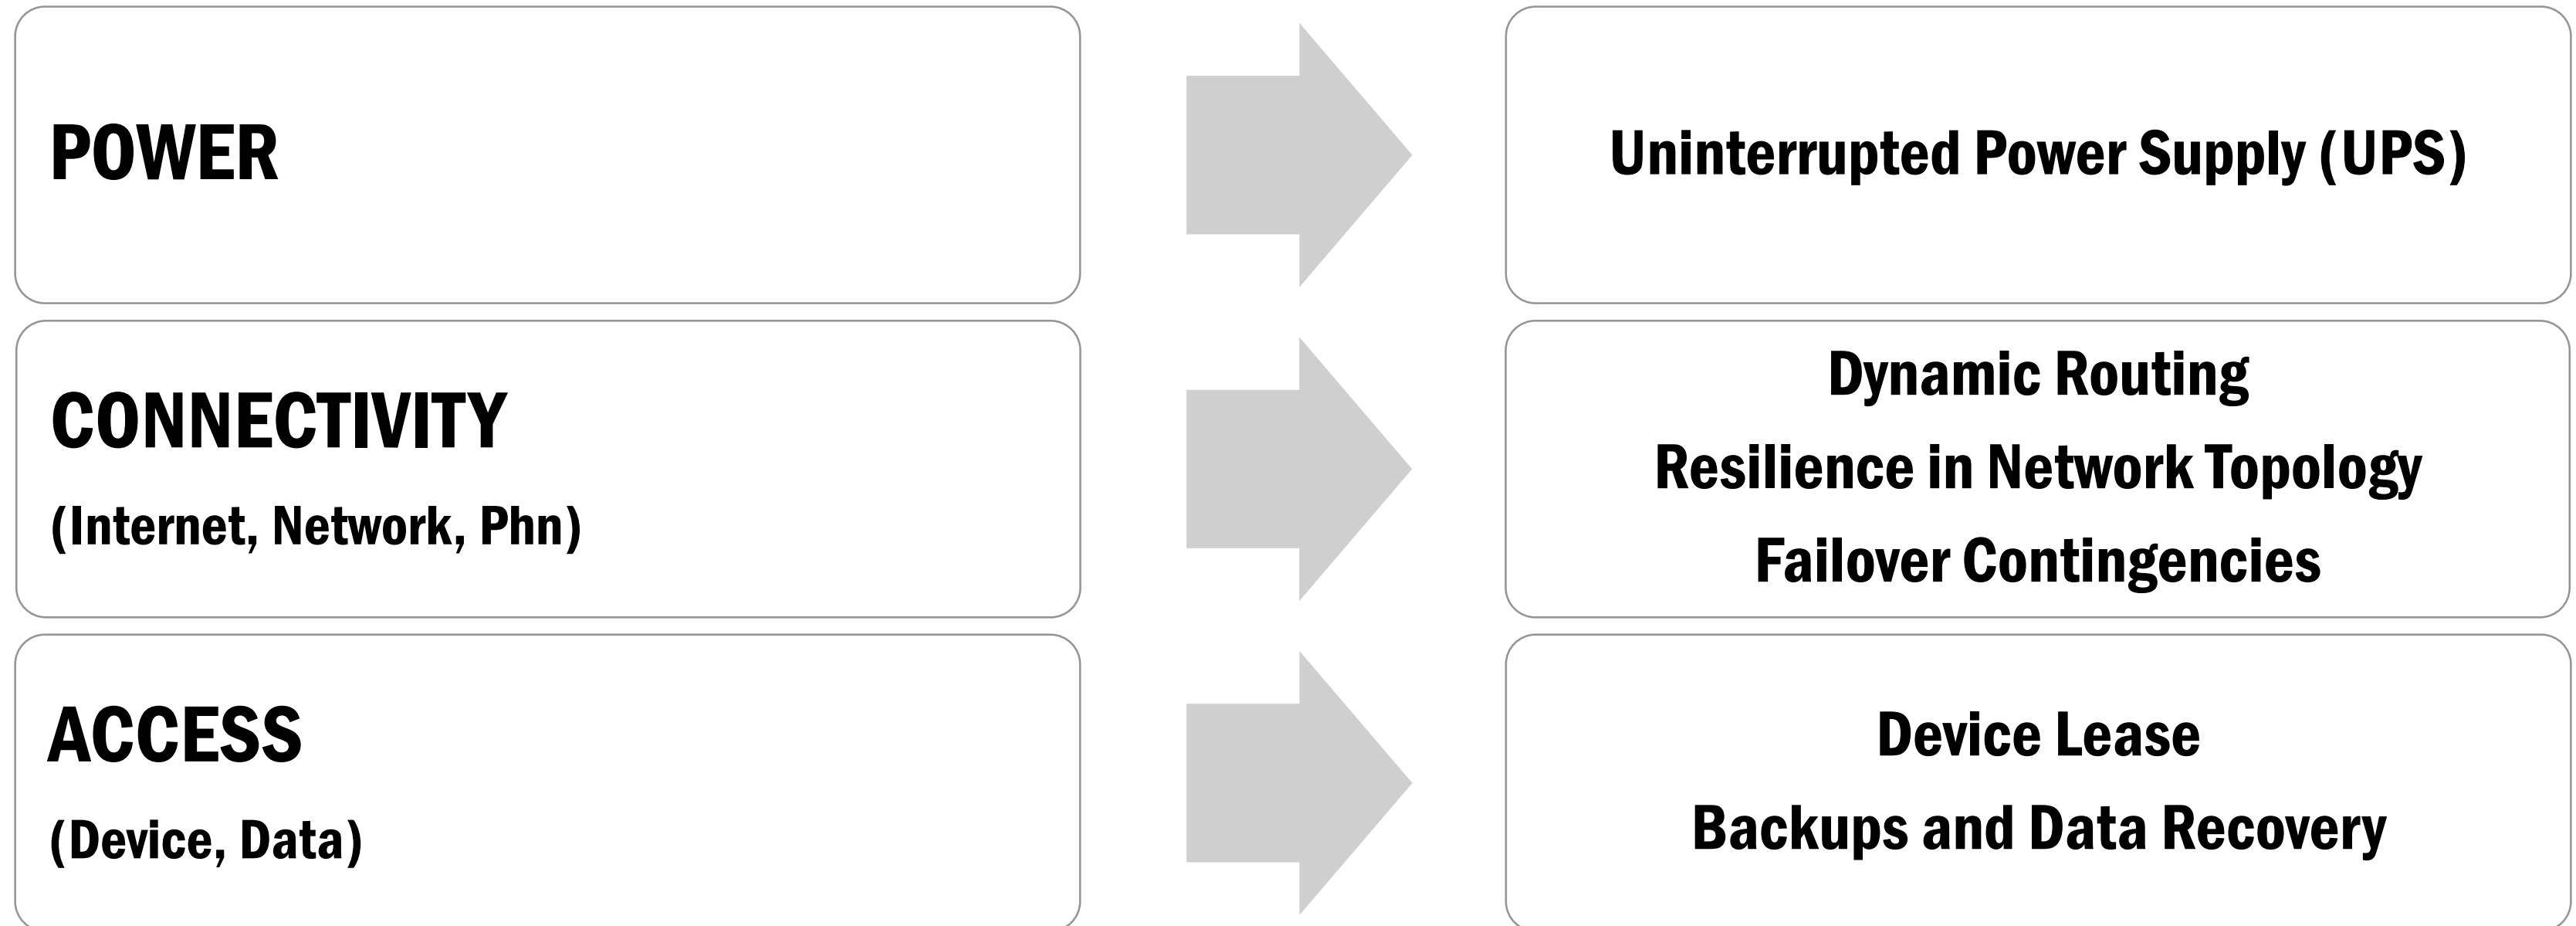 POWER
Uninterrupted Power Supply (UPS)
CONNECTIVITY
(Internet, Network, Phn)
Dynamic Routing
Resilience in Network Topology
Failover Contingencies
ACCESS
(Device, Data)
Device Lease
Backups and Data Recovery